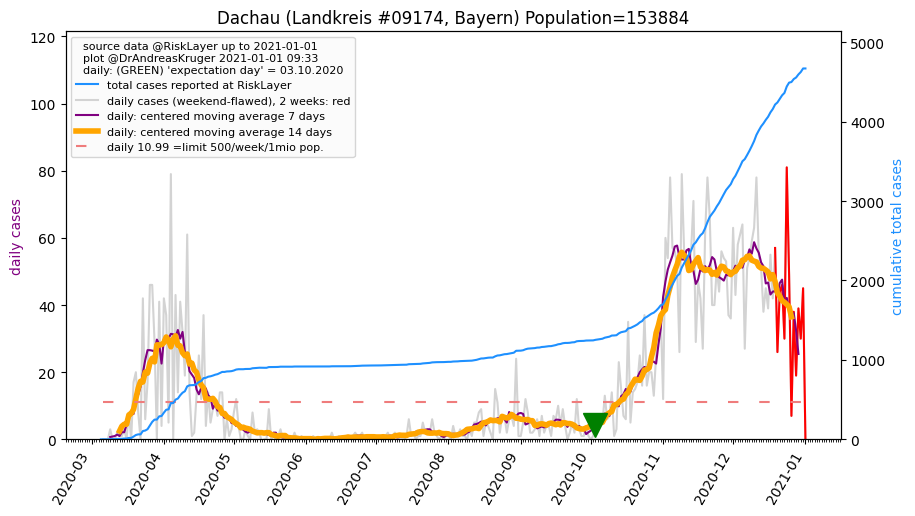 Dachau (Landkreis #09174, Bayern) Population=153884
source data @RiskLayer up to 2021-01-01
plot @DrAndreasKruger 2021-01-01 09:33
daily: (GREEN) 'expectation day' = 03.10.2020
total cases reported at RiskLayer
daily cases (weekend-flawed), 2 weeks: red
daily: centered moving average 7 days
daily: centered moving average 14 days
daily 10.99 =limit 500/week/1mio pop.
daily cases
120
100
80
60
40
20
0
cumulative total cases
5000
4000
3000
2000
1000
0
2020-03
2020-04
2020-05
2020-06
2020-07
2020-08
2020-09
2020-10
2020-11
2020-12
2021-01